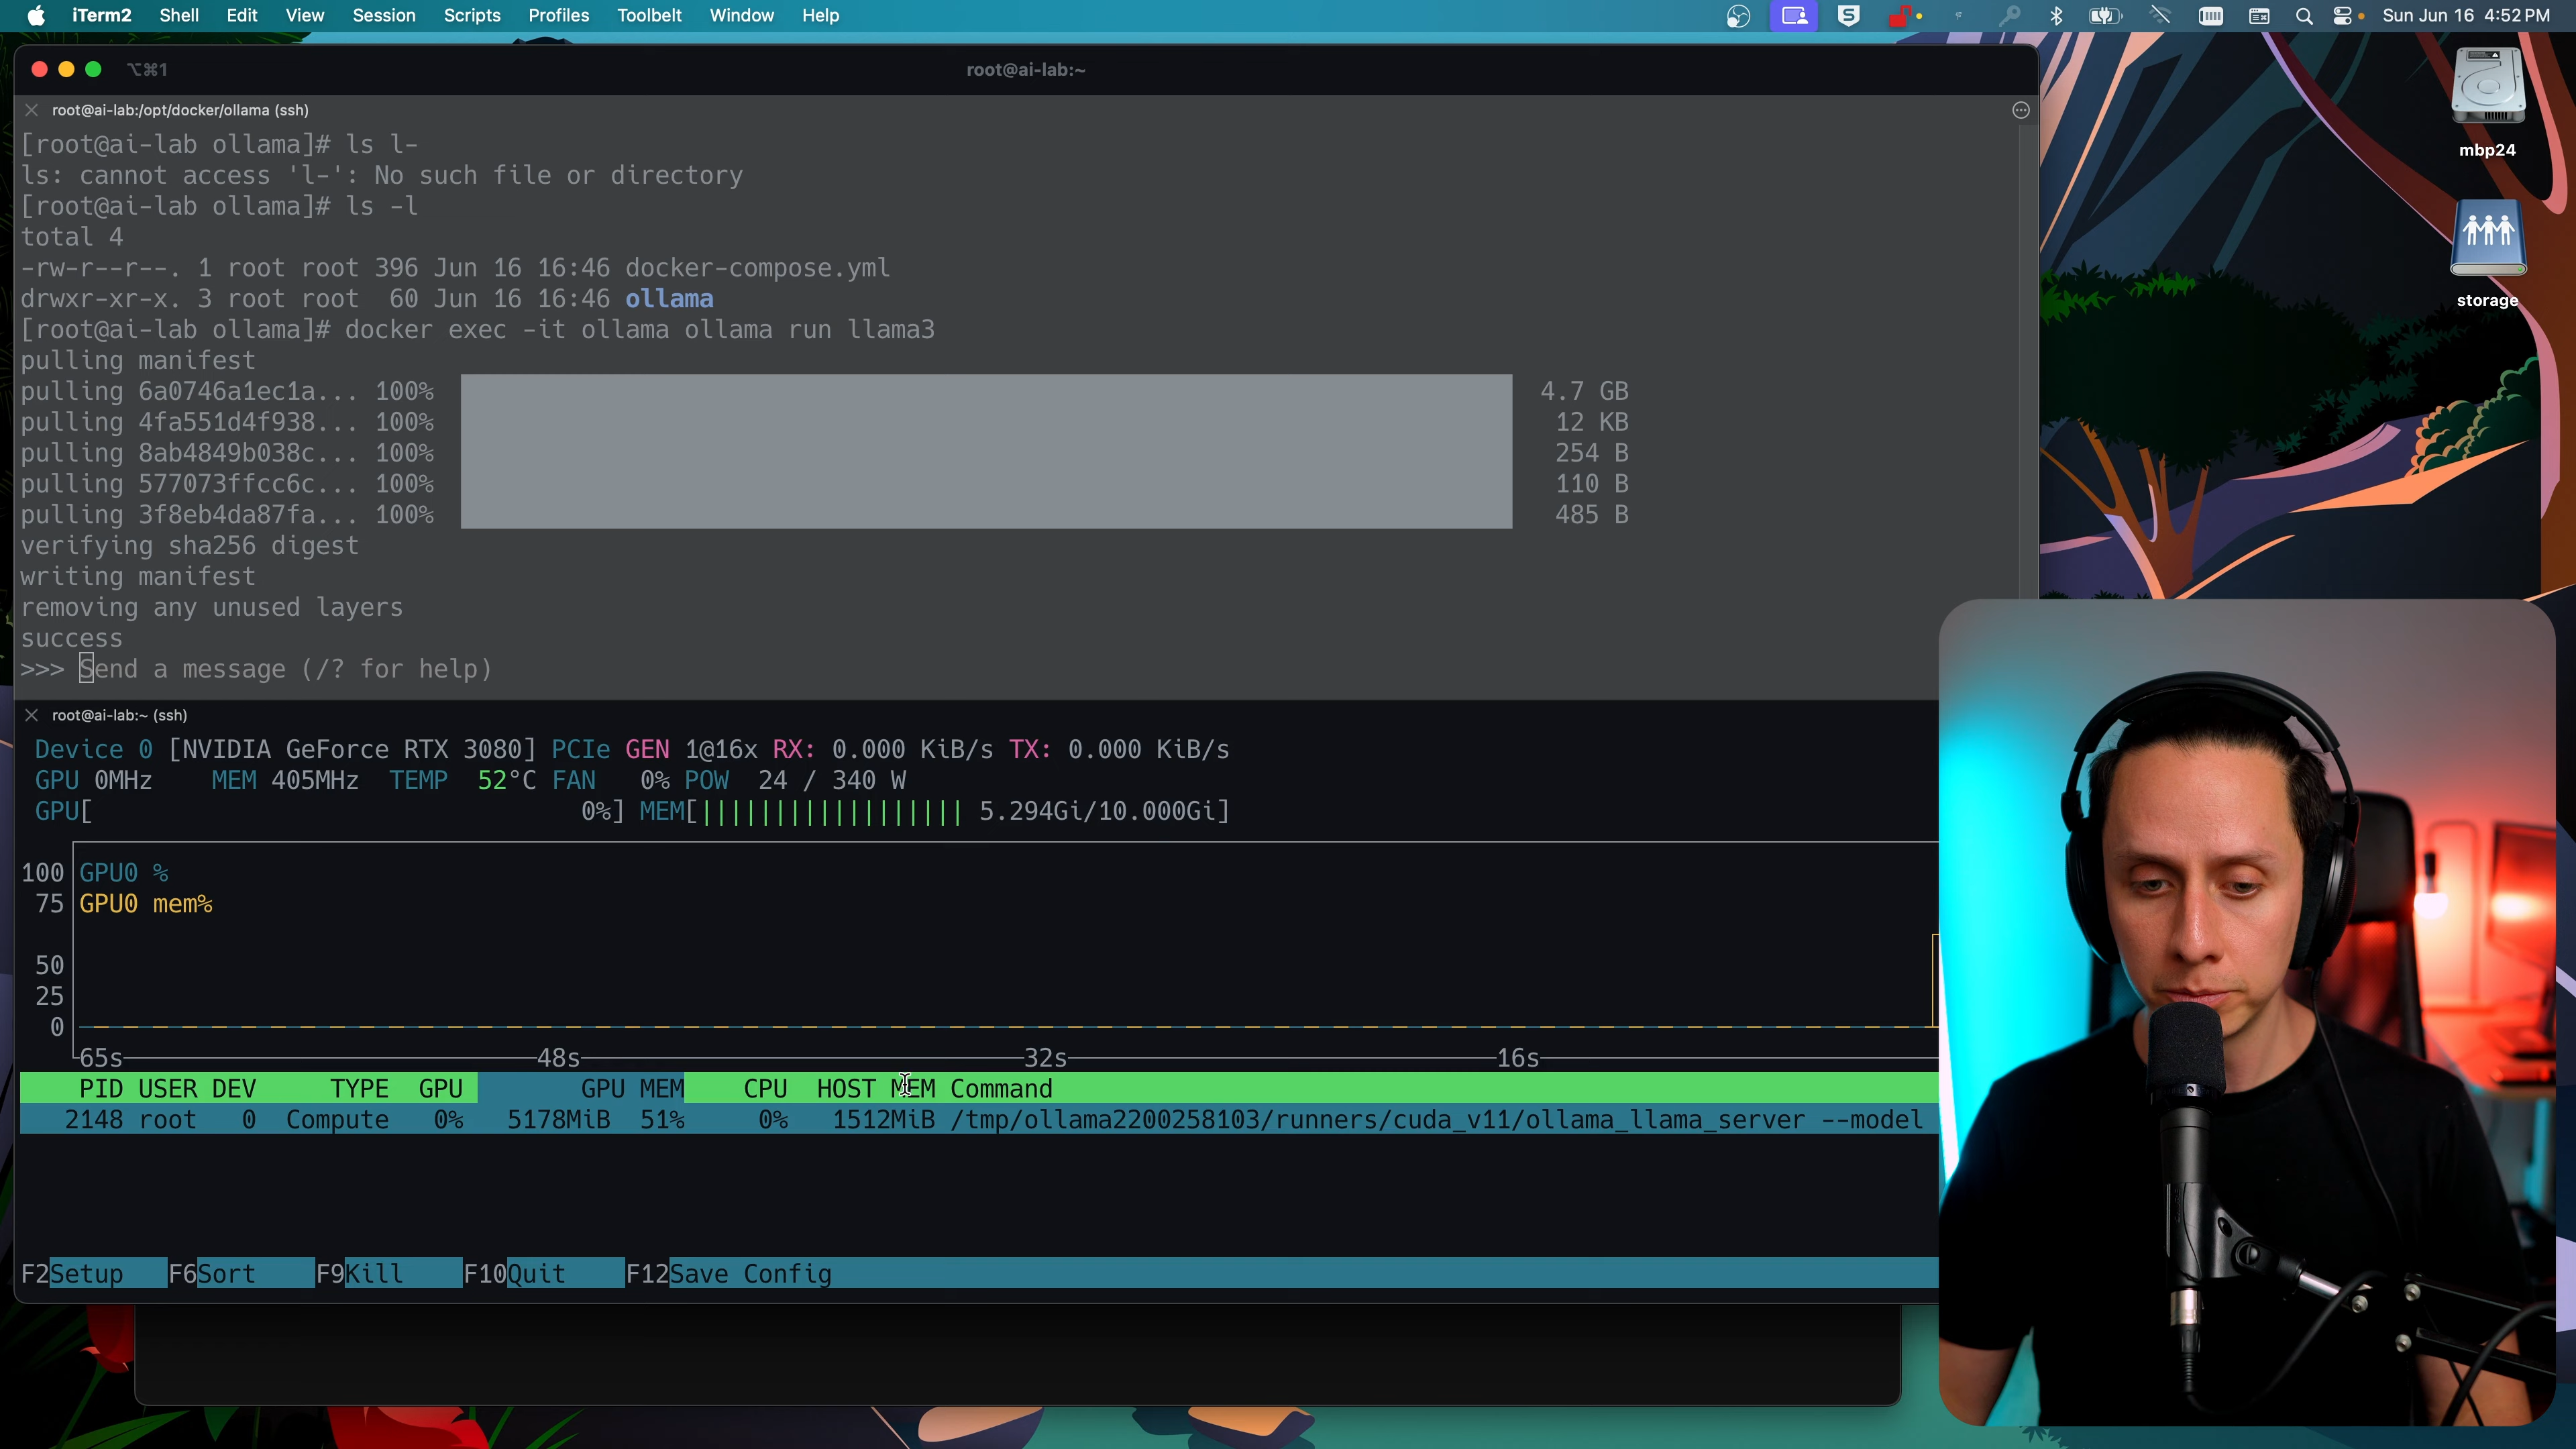 iTerm2 Shell Edit View Session Scripts Profiles Toolbelt Window Help
Sun Jun 16 4:52 PM
⌥⌘1
root@ai-lab:~
root@ai-lab:/opt/docker/ollama (ssh)
[root@ai-lab ollama]# ls l-
ls: cannot access 'l-': No such file or directory
[root@ai-lab ollama]# ls -l
total 4
-rw-r--r--. 1 root root 396 Jun 16 16:46 docker-compose.yml
drwxr-xr-x. 3 root root  60 Jun 16 16:46 ollama
[root@ai-lab ollama]# docker exec -it ollama ollama run llama3
pulling manifest
pulling 6a0746a1ec1a... 100% 4.7 GB
pulling 4fa551d4f938... 100% 12 KB
pulling 8ab4849b038c... 100% 254 B
pulling 577073ffcc6c... 100% 110 B
pulling 3f8eb4da87fa... 100% 485 B
verifying sha256 digest
writing manifest
removing any unused layers
success
>>> Send a message (/? for help)
root@ai-lab:~ (ssh)
Device 0 [NVIDIA GeForce RTX 3080] PCIe GEN 1@16x RX: 0.000 KiB/s TX: 0.000 KiB/s
GPU 0MHz MEM 405MHz TEMP 52°C FAN 0% POW 24 / 340 W
GPU[ 0%] MEM[|||||||||||||||||| 5.294Gi/10.000Gi]
100 GPU0 %
75 GPU0 mem%
50
25
0
65s 48s 32s 16s
PID USER DEV TYPE GPU GPU MEM CPU HOST MEM Command
2148 root 0 Compute 0% 5178MiB 51% 0% 1512MiB /tmp/ollama2200258103/runners/cuda_v11/ollama_llama_server --model
F2Setup F6Sort F9Kill F10Quit F12Save Config
mbp24
storage